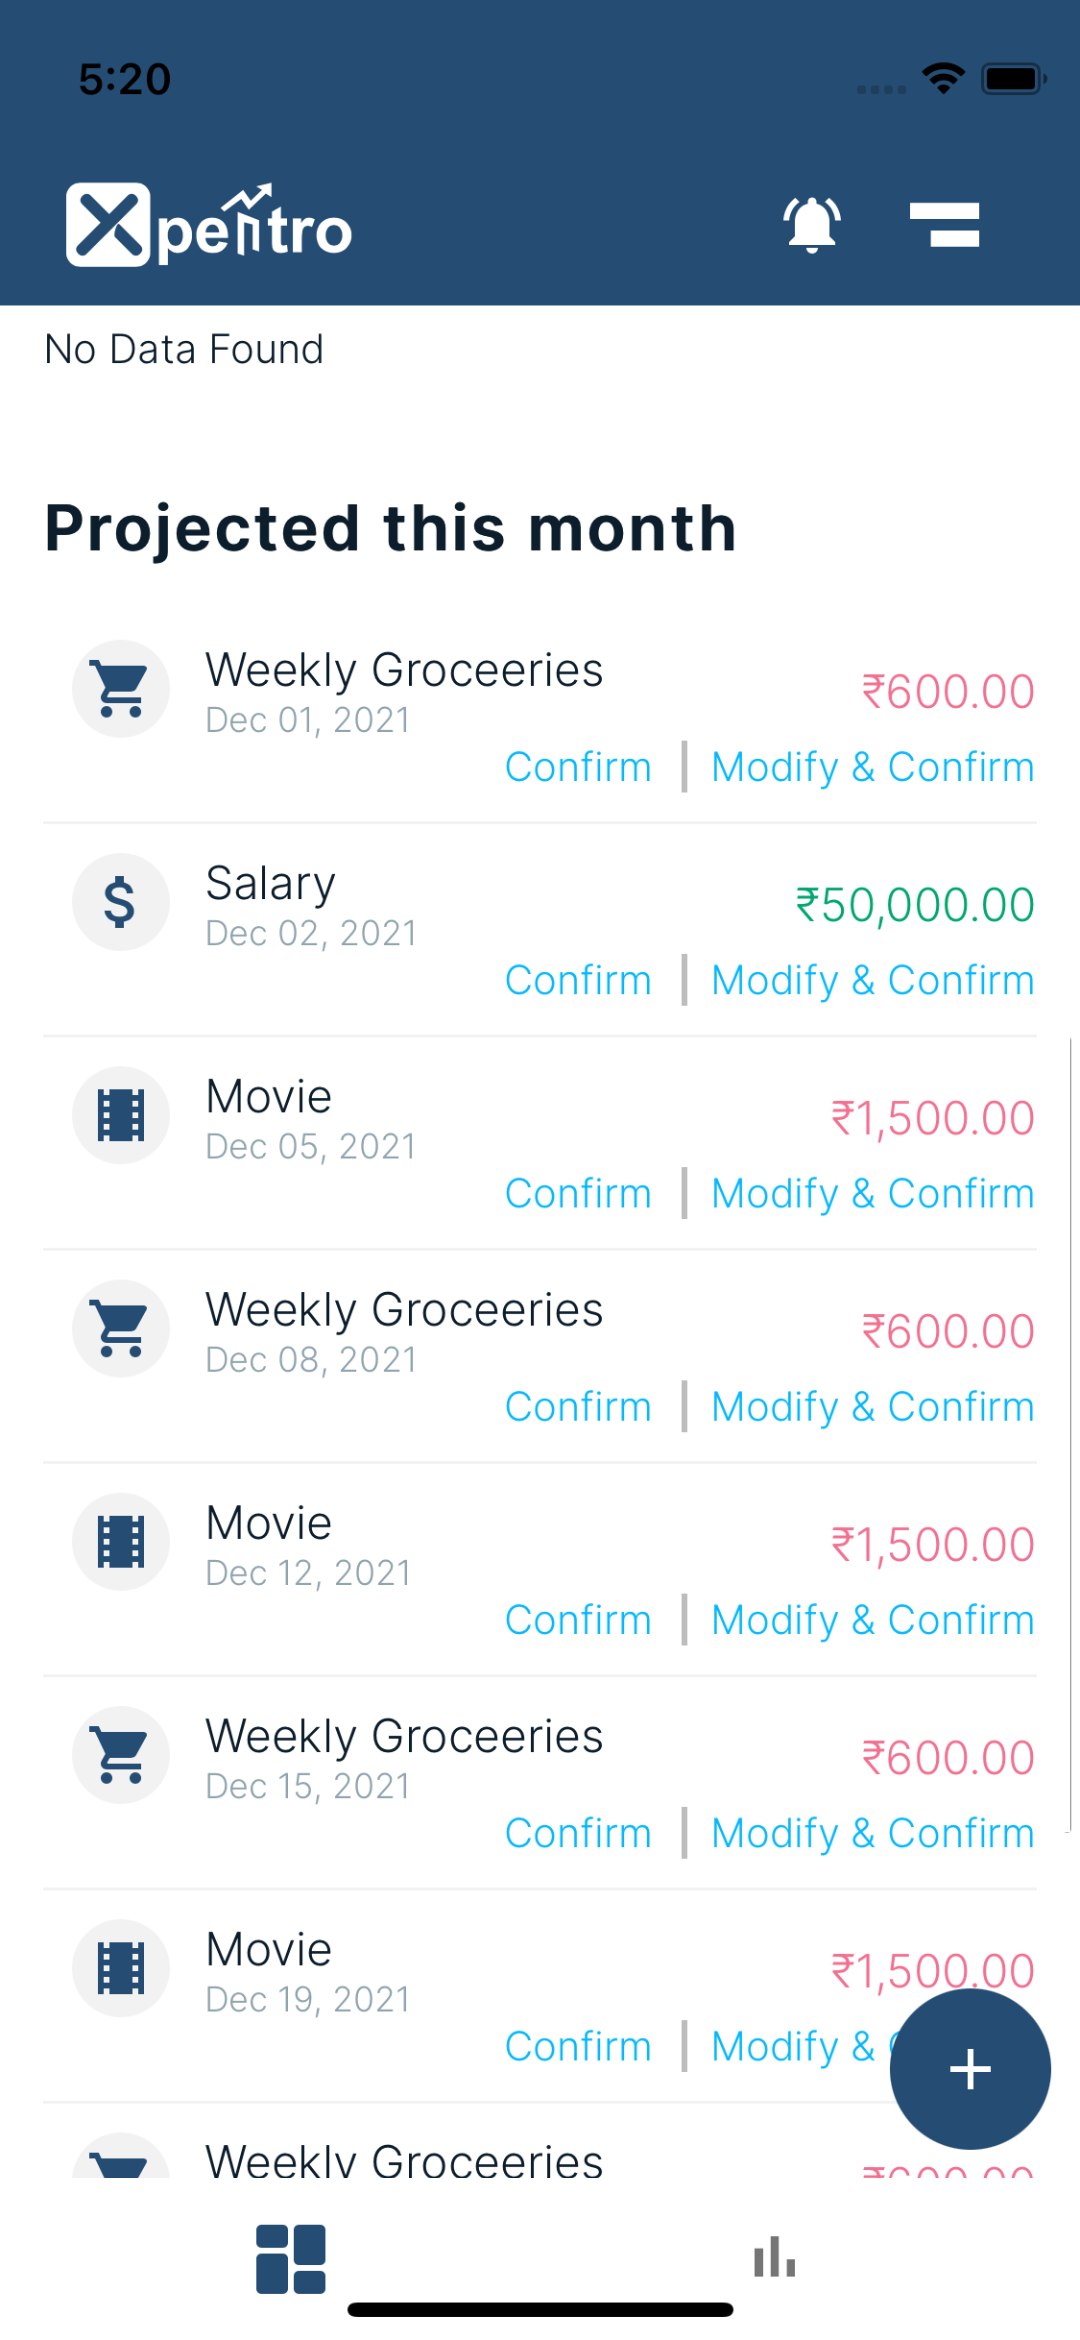 5:20
Xpentro
No Data Found
Projected this month
Weekly Groceeries
₹600.00
Dec 01, 2021
Confirm | Modify & Confirm
Salary
₹50,000.00
Dec 02, 2021
Confirm | Modify & Confirm
Movie
₹1,500.00
Dec 05, 2021
Confirm | Modify & Confirm
Weekly Groceeries
₹600.00
Dec 08, 2021
Confirm | Modify & Confirm
Movie
₹1,500.00
Dec 12, 2021
Confirm | Modify & Confirm
Weekly Groceeries
₹600.00
Dec 15, 2021
Confirm | Modify & Confirm
Movie
₹1,500.00
Dec 19, 2021
Confirm | Modify &
Weekly Groceeries
₹600.00